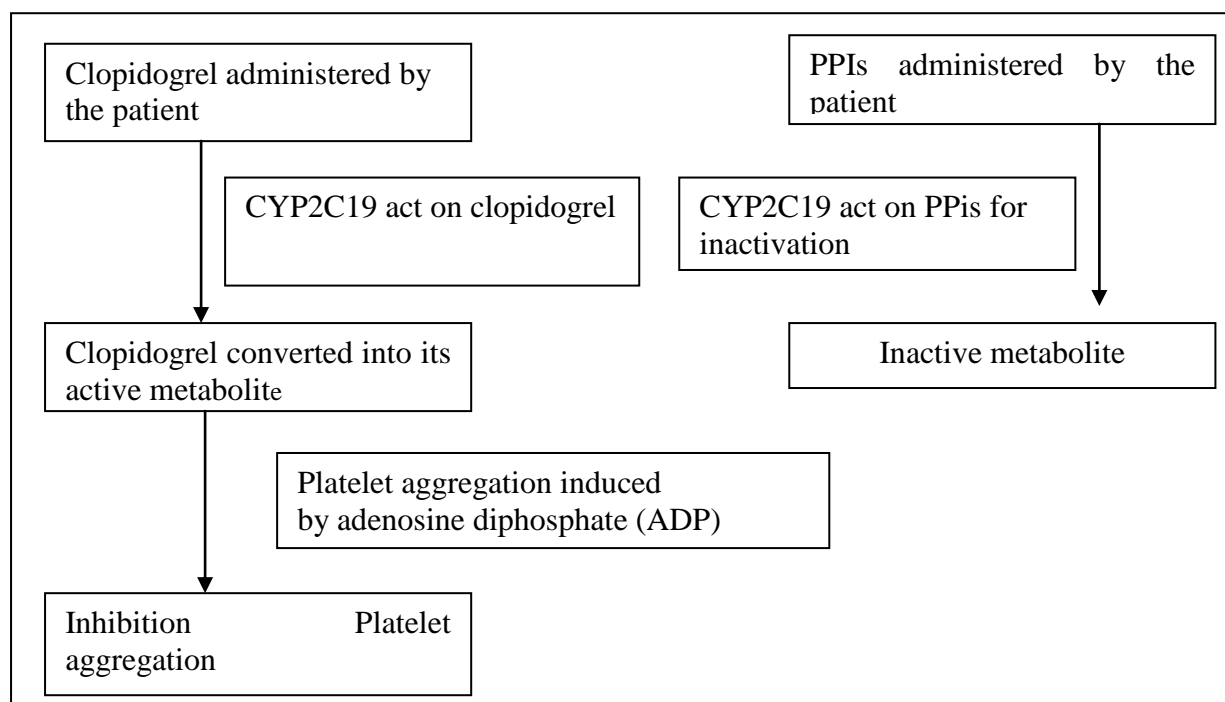 Clopidogrel administered by
the patient
PPIs administered by the
patient
CYP2C19 act on clopidogrel
CYP2C19 act on PPis for
inactivation
Clopidogrel converted into its
active metabolite
Inactive metabolite
Platelet aggregation induced
by adenosine diphosphate (ADP)
Inhibition Platelet
aggregation